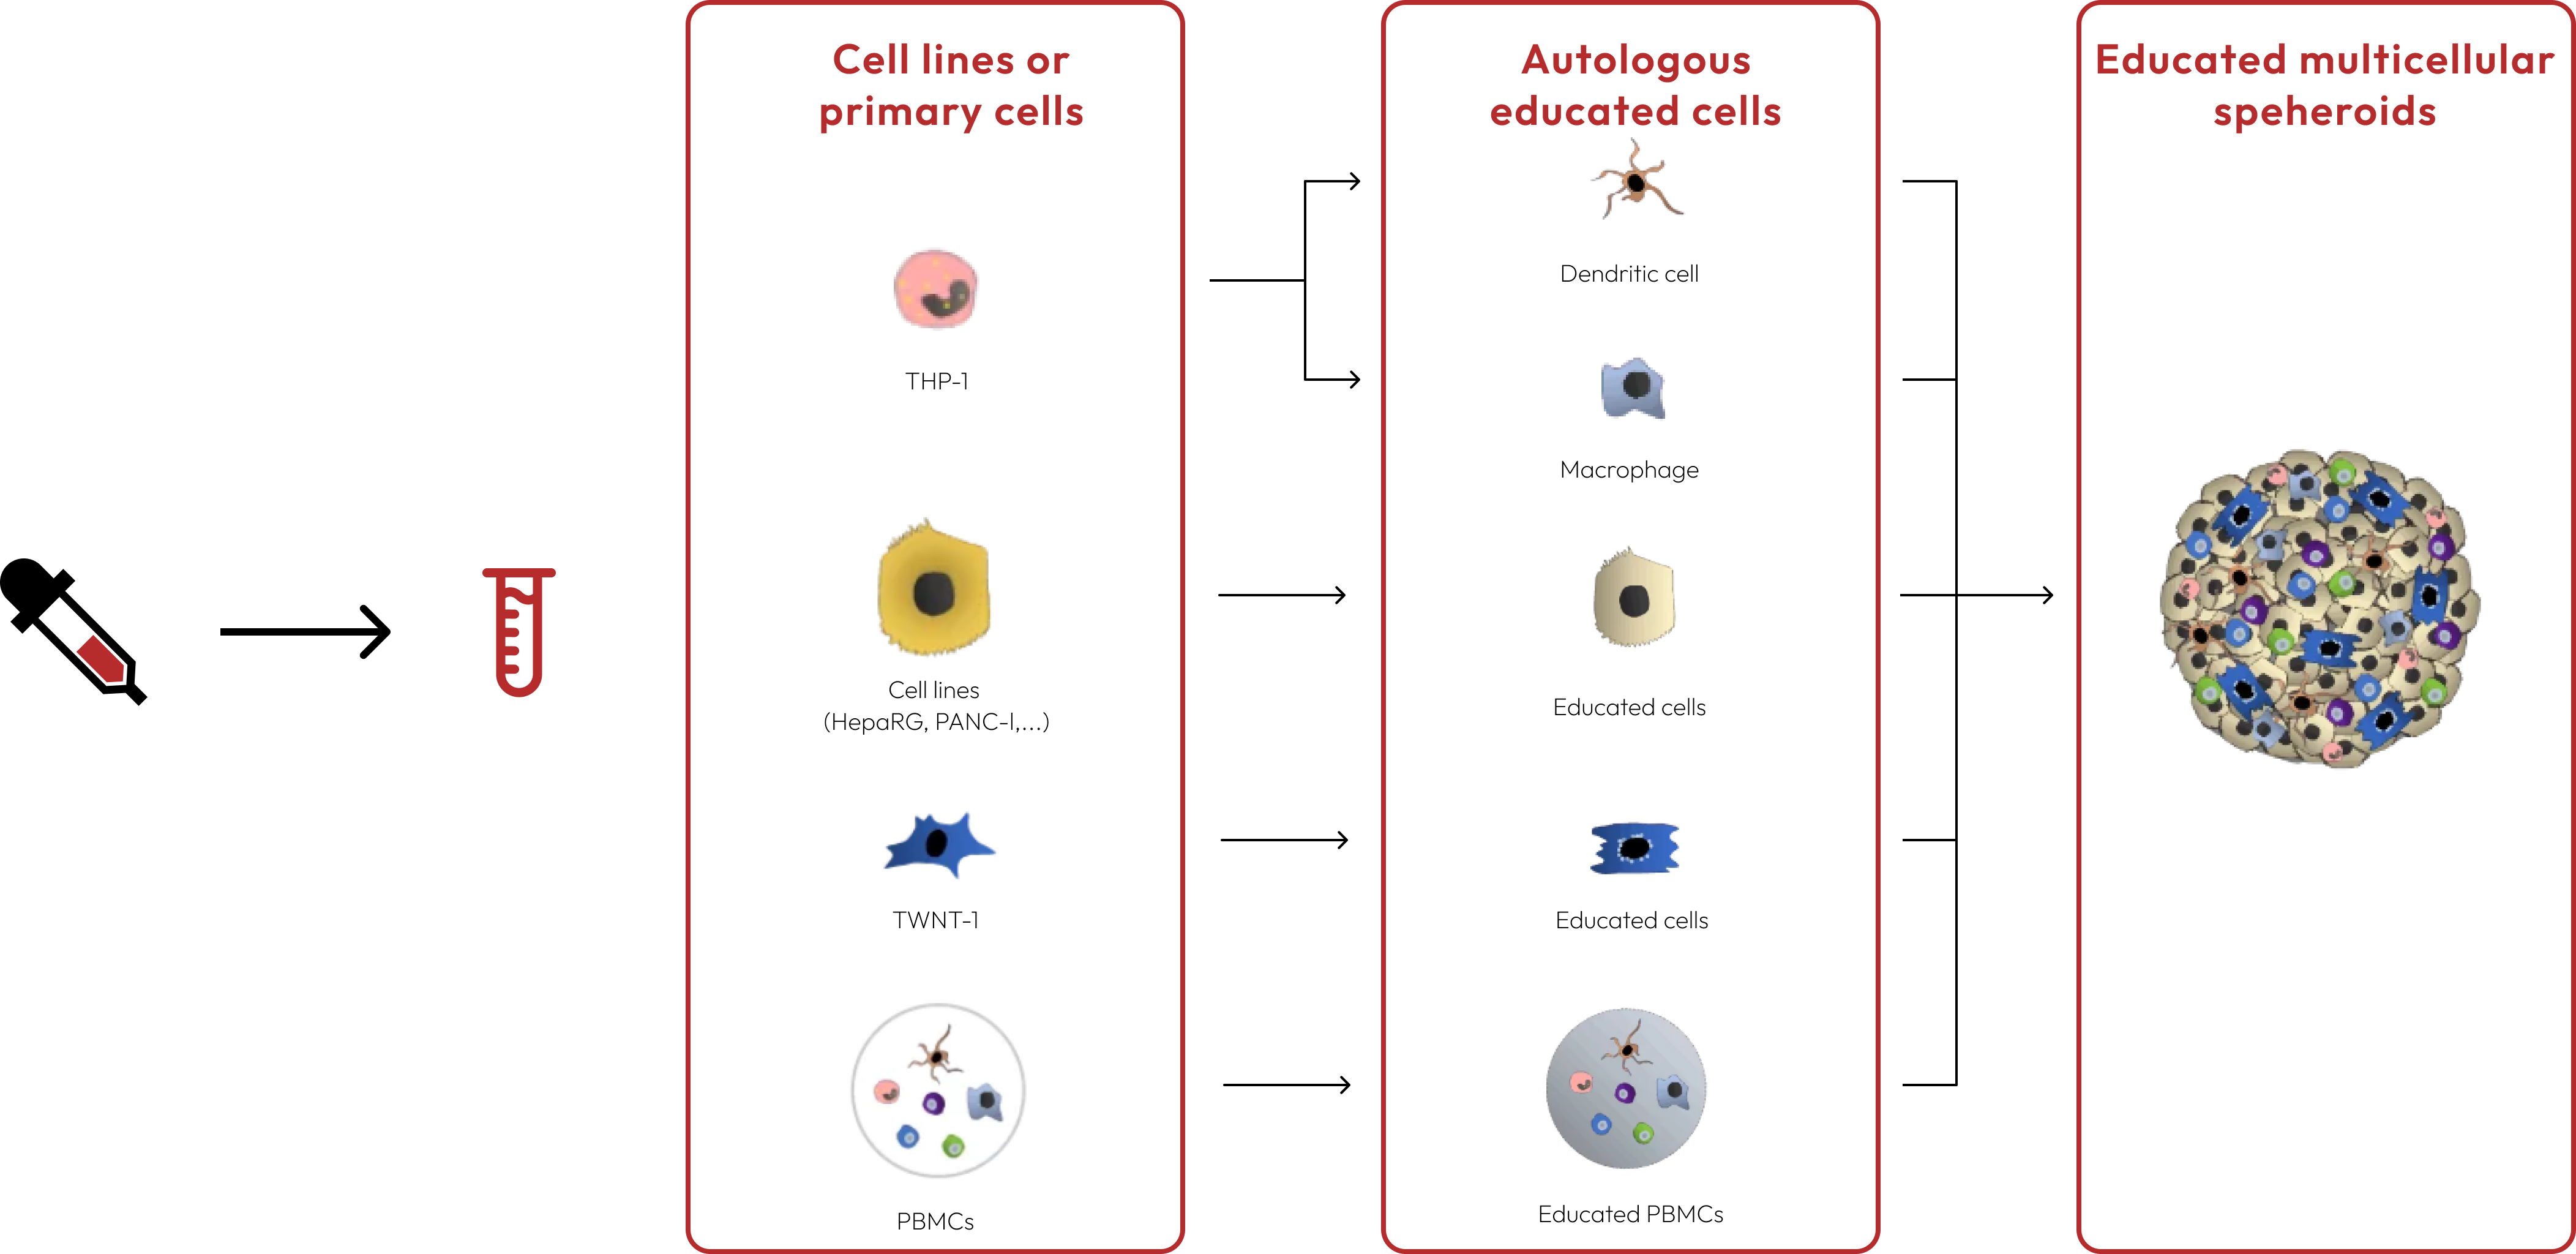 Cell lines or
primary cells
THP-1
Cell lines
(HepaRG, PANC-1,...)
TWNT-1
PBMCs
Autologous
educated cells
Dendritic cell
Macrophage
Educated cells
Educated cells
Educated PBMCs
Educated multicellular
speheroids